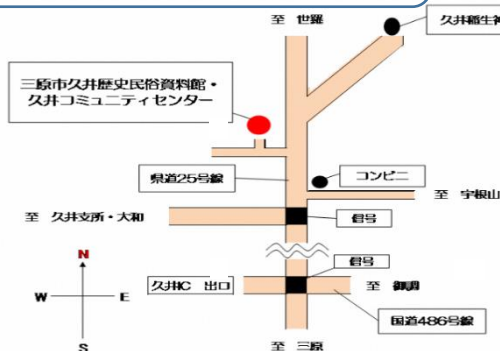 至 世羅
久井稲生神
三原市久井歴史民俗資料館・
久井コミュニティセンター
県道25号線
コンビニ
至 宇根山
至 久井支所・大和
信号
N
W
E
S
信号
久井IC 出口
至 御調
国道486号線
至 三原